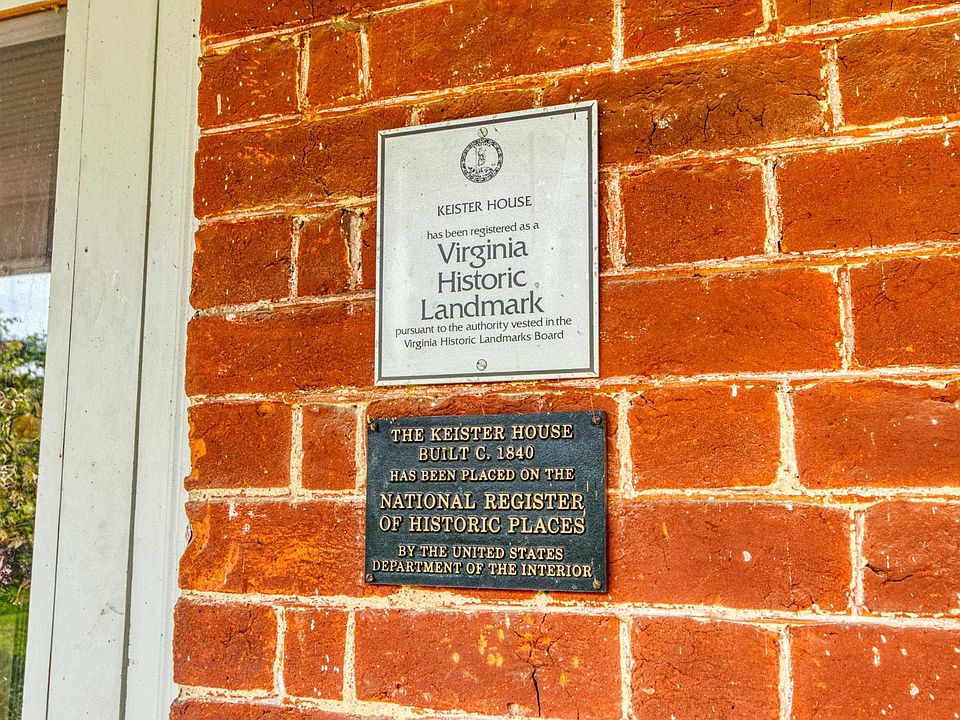 KEISTER HOUSE
has been registered as a
Virginia
Historic
Landmark
pursuant to the authority vested in the
Virginia Historic Landmarks Board
THE KEISTER HOUSE
BUILT C. 1840
HAS BEEN PLACED ON THE
NATIONAL REGISTER
OF HISTORIC PLACES
BY THE UNITED STATES
DEPARTMENT OF THE INTERIOR